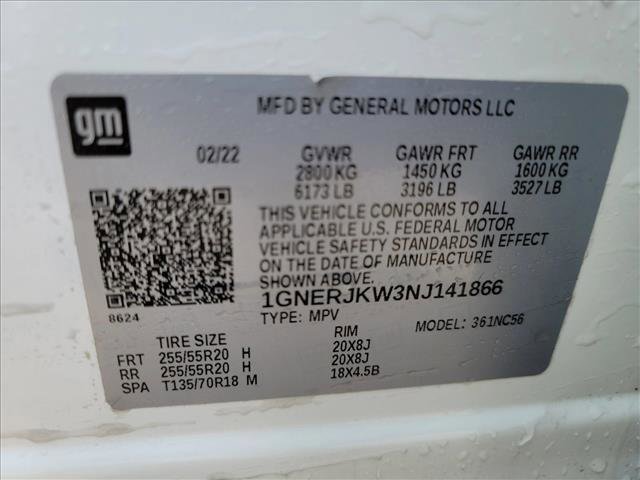 gm
MFD BY GENERAL MOTORS LLC
02/22 GVWR GAWR FRT GAWR RR
2800 KG 1450 KG 1600 KG
6173 LB 3196 LB 3527 LB
THIS VEHICLE CONFORMS TO ALL
APPLICABLE U.S. FEDERAL MOTOR
VEHICLE SAFETY STANDARDS IN EFFECT
ON THE DATE OF MANUFACTURE
SHOWN ABOVE.
1GNERJKW3NJ141866
8624
TYPE: MPV MODEL: 361NC56
TIRE SIZE RIM
FRT 255/55R20 H 20X8J
RR 255/55R20 H 20X8J
SPA T135/70R18 M 18X4.5B